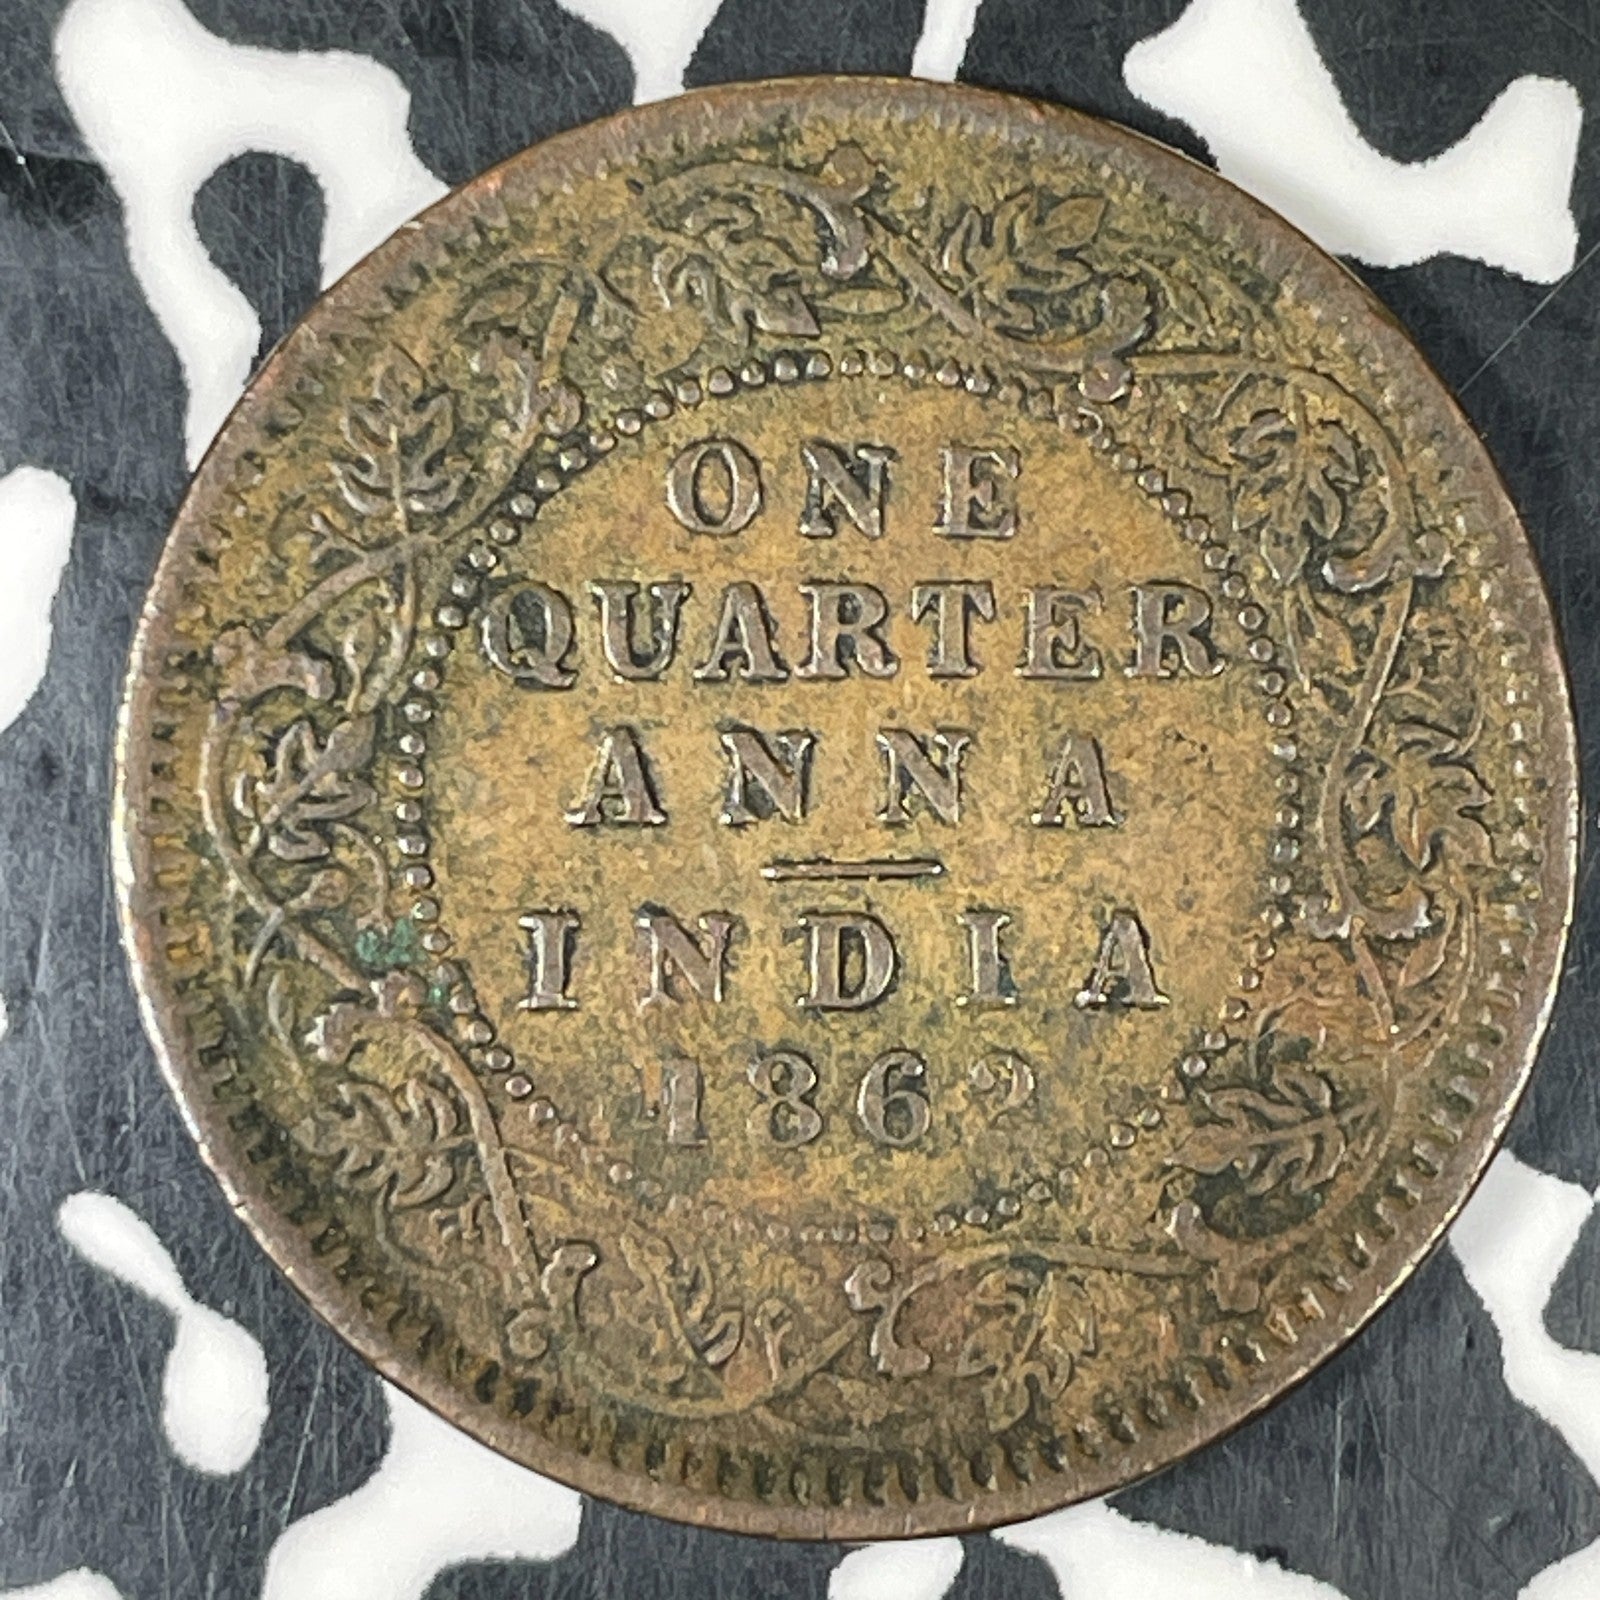 ONE
QUARTER
ANNA
INDIA
1862